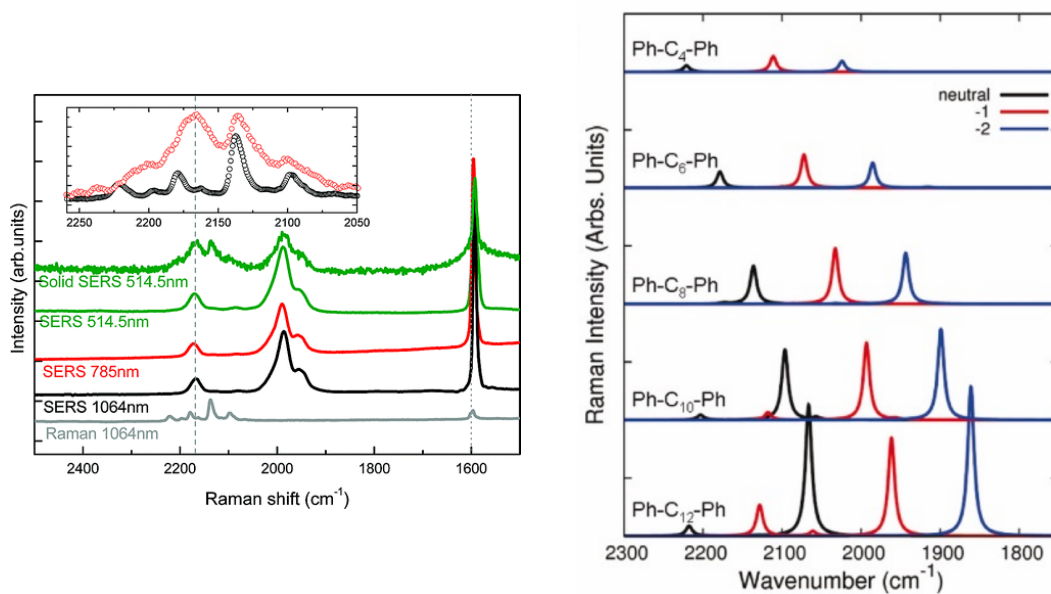 2250
2200
2150
2100
2050
Solid SERS 514.5nm
SERS 514.5nm
SERS 785nm
SERS 1064nm
Raman 1064nm
Intensity (arb.units)
2400
2200
2000
1800
1600
Raman shift (cm⁻¹)
Ph-C₄-Ph
neutral
-1
-2
Ph-C₆-Ph
Ph-C₈-Ph
Ph-C₁₀-Ph
Ph-C₁₂-Ph
Raman Intensity (Arbs. Units)
2300
2200
2100
2000
1900
1800
Wavenumber (cm⁻¹)